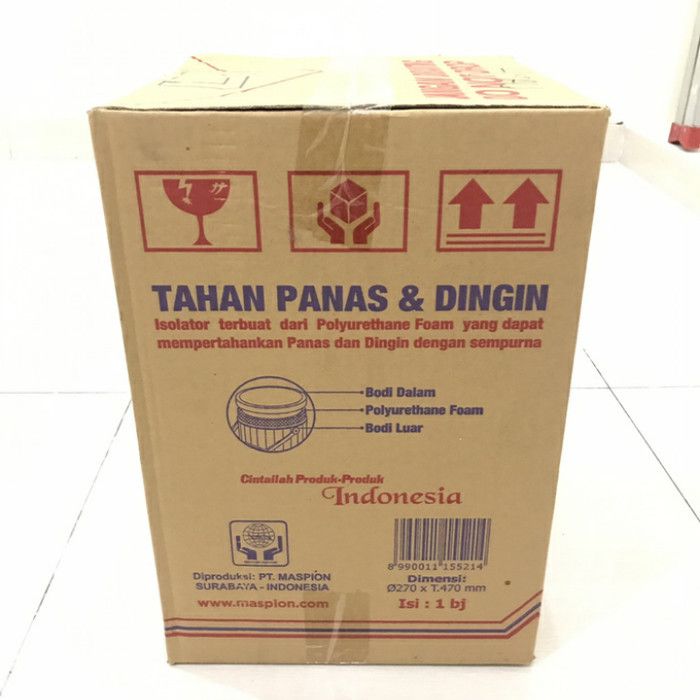 TAHAN PANAS & DINGIN
Isolator terbuat dari Polyurethane Foam yang dapat
mempertahankan Panas dan Dingin dengan sempurna
Bodi Dalam
Polyurethane Foam
Bodi Luar
Cintailah Produk-Produk
Indonesia
8 990011 155214
Diproduksi: PT. MASPION
SURABAYA - INDONESIA
www.maspion.com
Dimensi:
Ø270 x T.470 mm
Isi : 1 bj